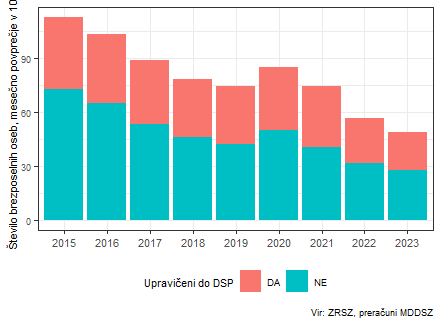 Število brezposelnih oseb, mesečno povprečje v 10
90
60
30
0
2015 2016 2017 2018 2019 2020 2021 2022 2023
Upravičeni do DSP DA NE
Vir: ZRSZ, preračuni MDDSZ